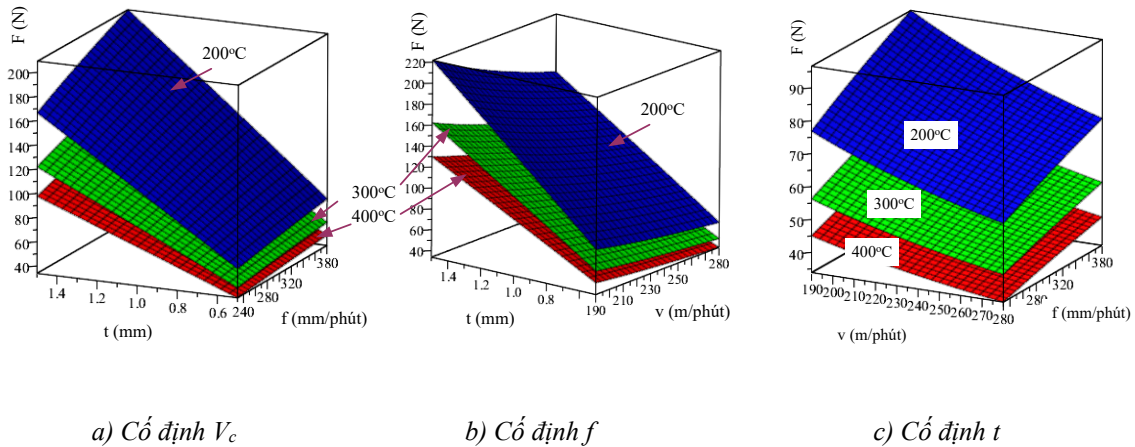 F (N)
200
180
160
140
120
100
80
60
40
1.4
1.2
1.0
0.8
0.6
240
280
320
380
t (mm)
f (mm/phút)
200°C
300°C
400°C
F (N)
220
200
180
160
140
120
100
80
60
40
1.4
1.2
1.0
0.8
190
210
230
250
280
t (mm)
v (m/phút)
200°C
F (N)
90
80
70
60
50
40
190
200
210
220
230
240
250
260
270
280
320
380
v (m/phút)
f (mm/phút)
200°C
300°C
400°C
a) Cố định Vc
b) Cố định f
c) Cố định t